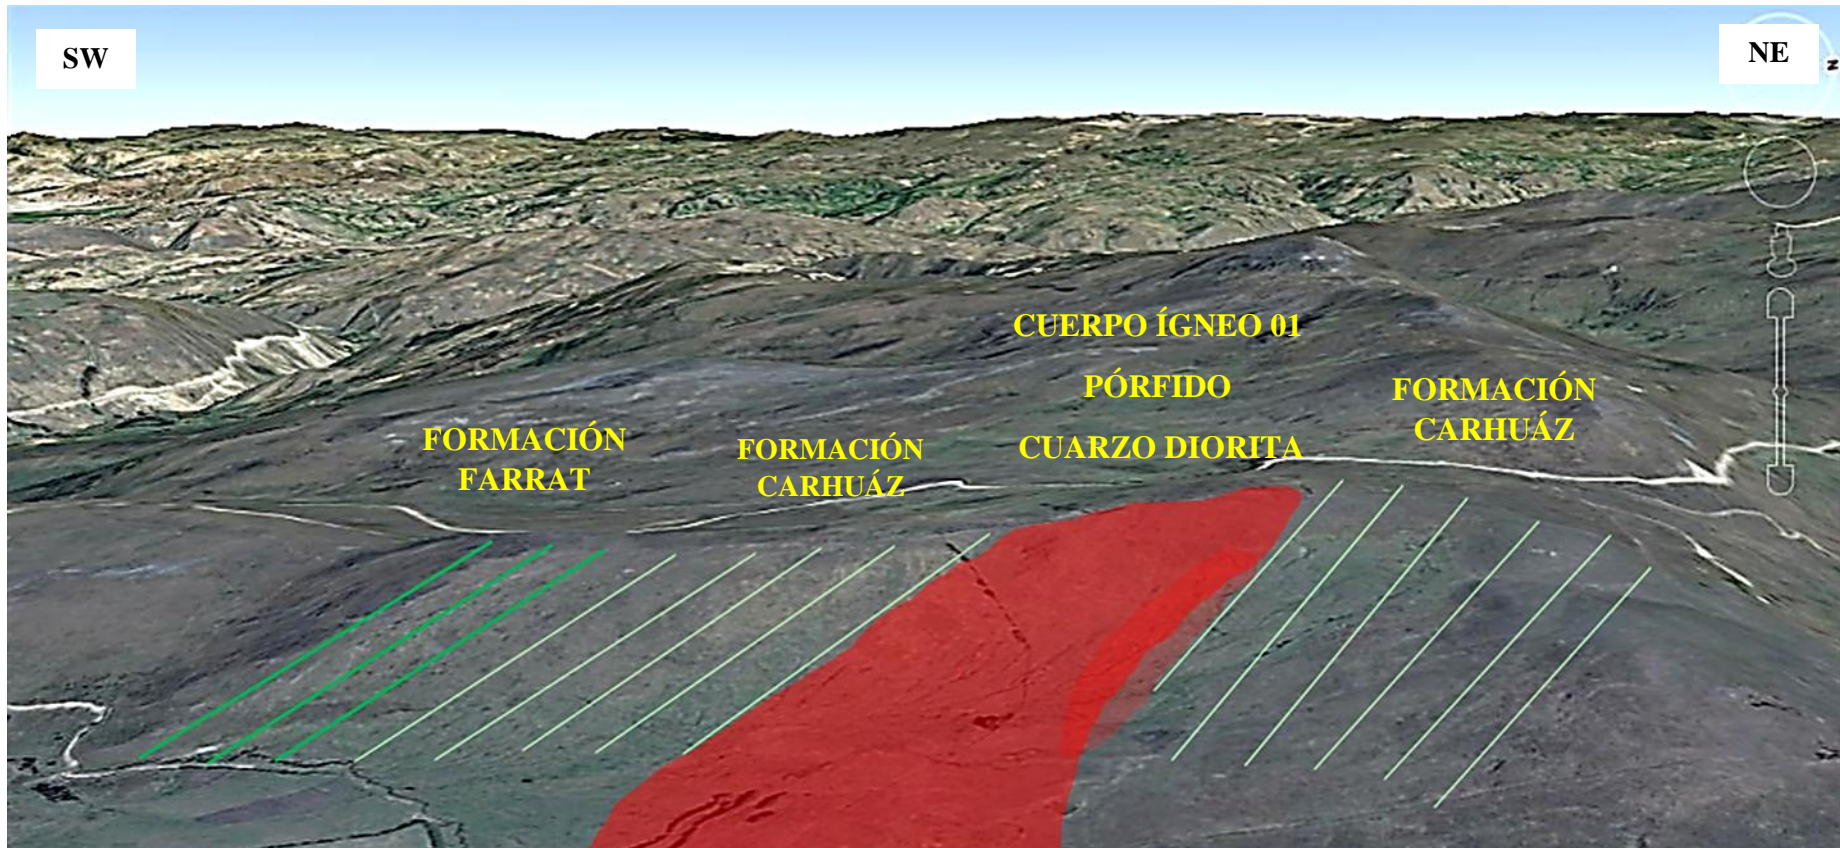 SW
NE
N
CUERPO ÍGNEO 01
PÓRFIDO
CUARZO DIORITA
FORMACIÓN
FARRAT
FORMACIÓN
CARHUÁZ
FORMACIÓN
CARHUÁZ